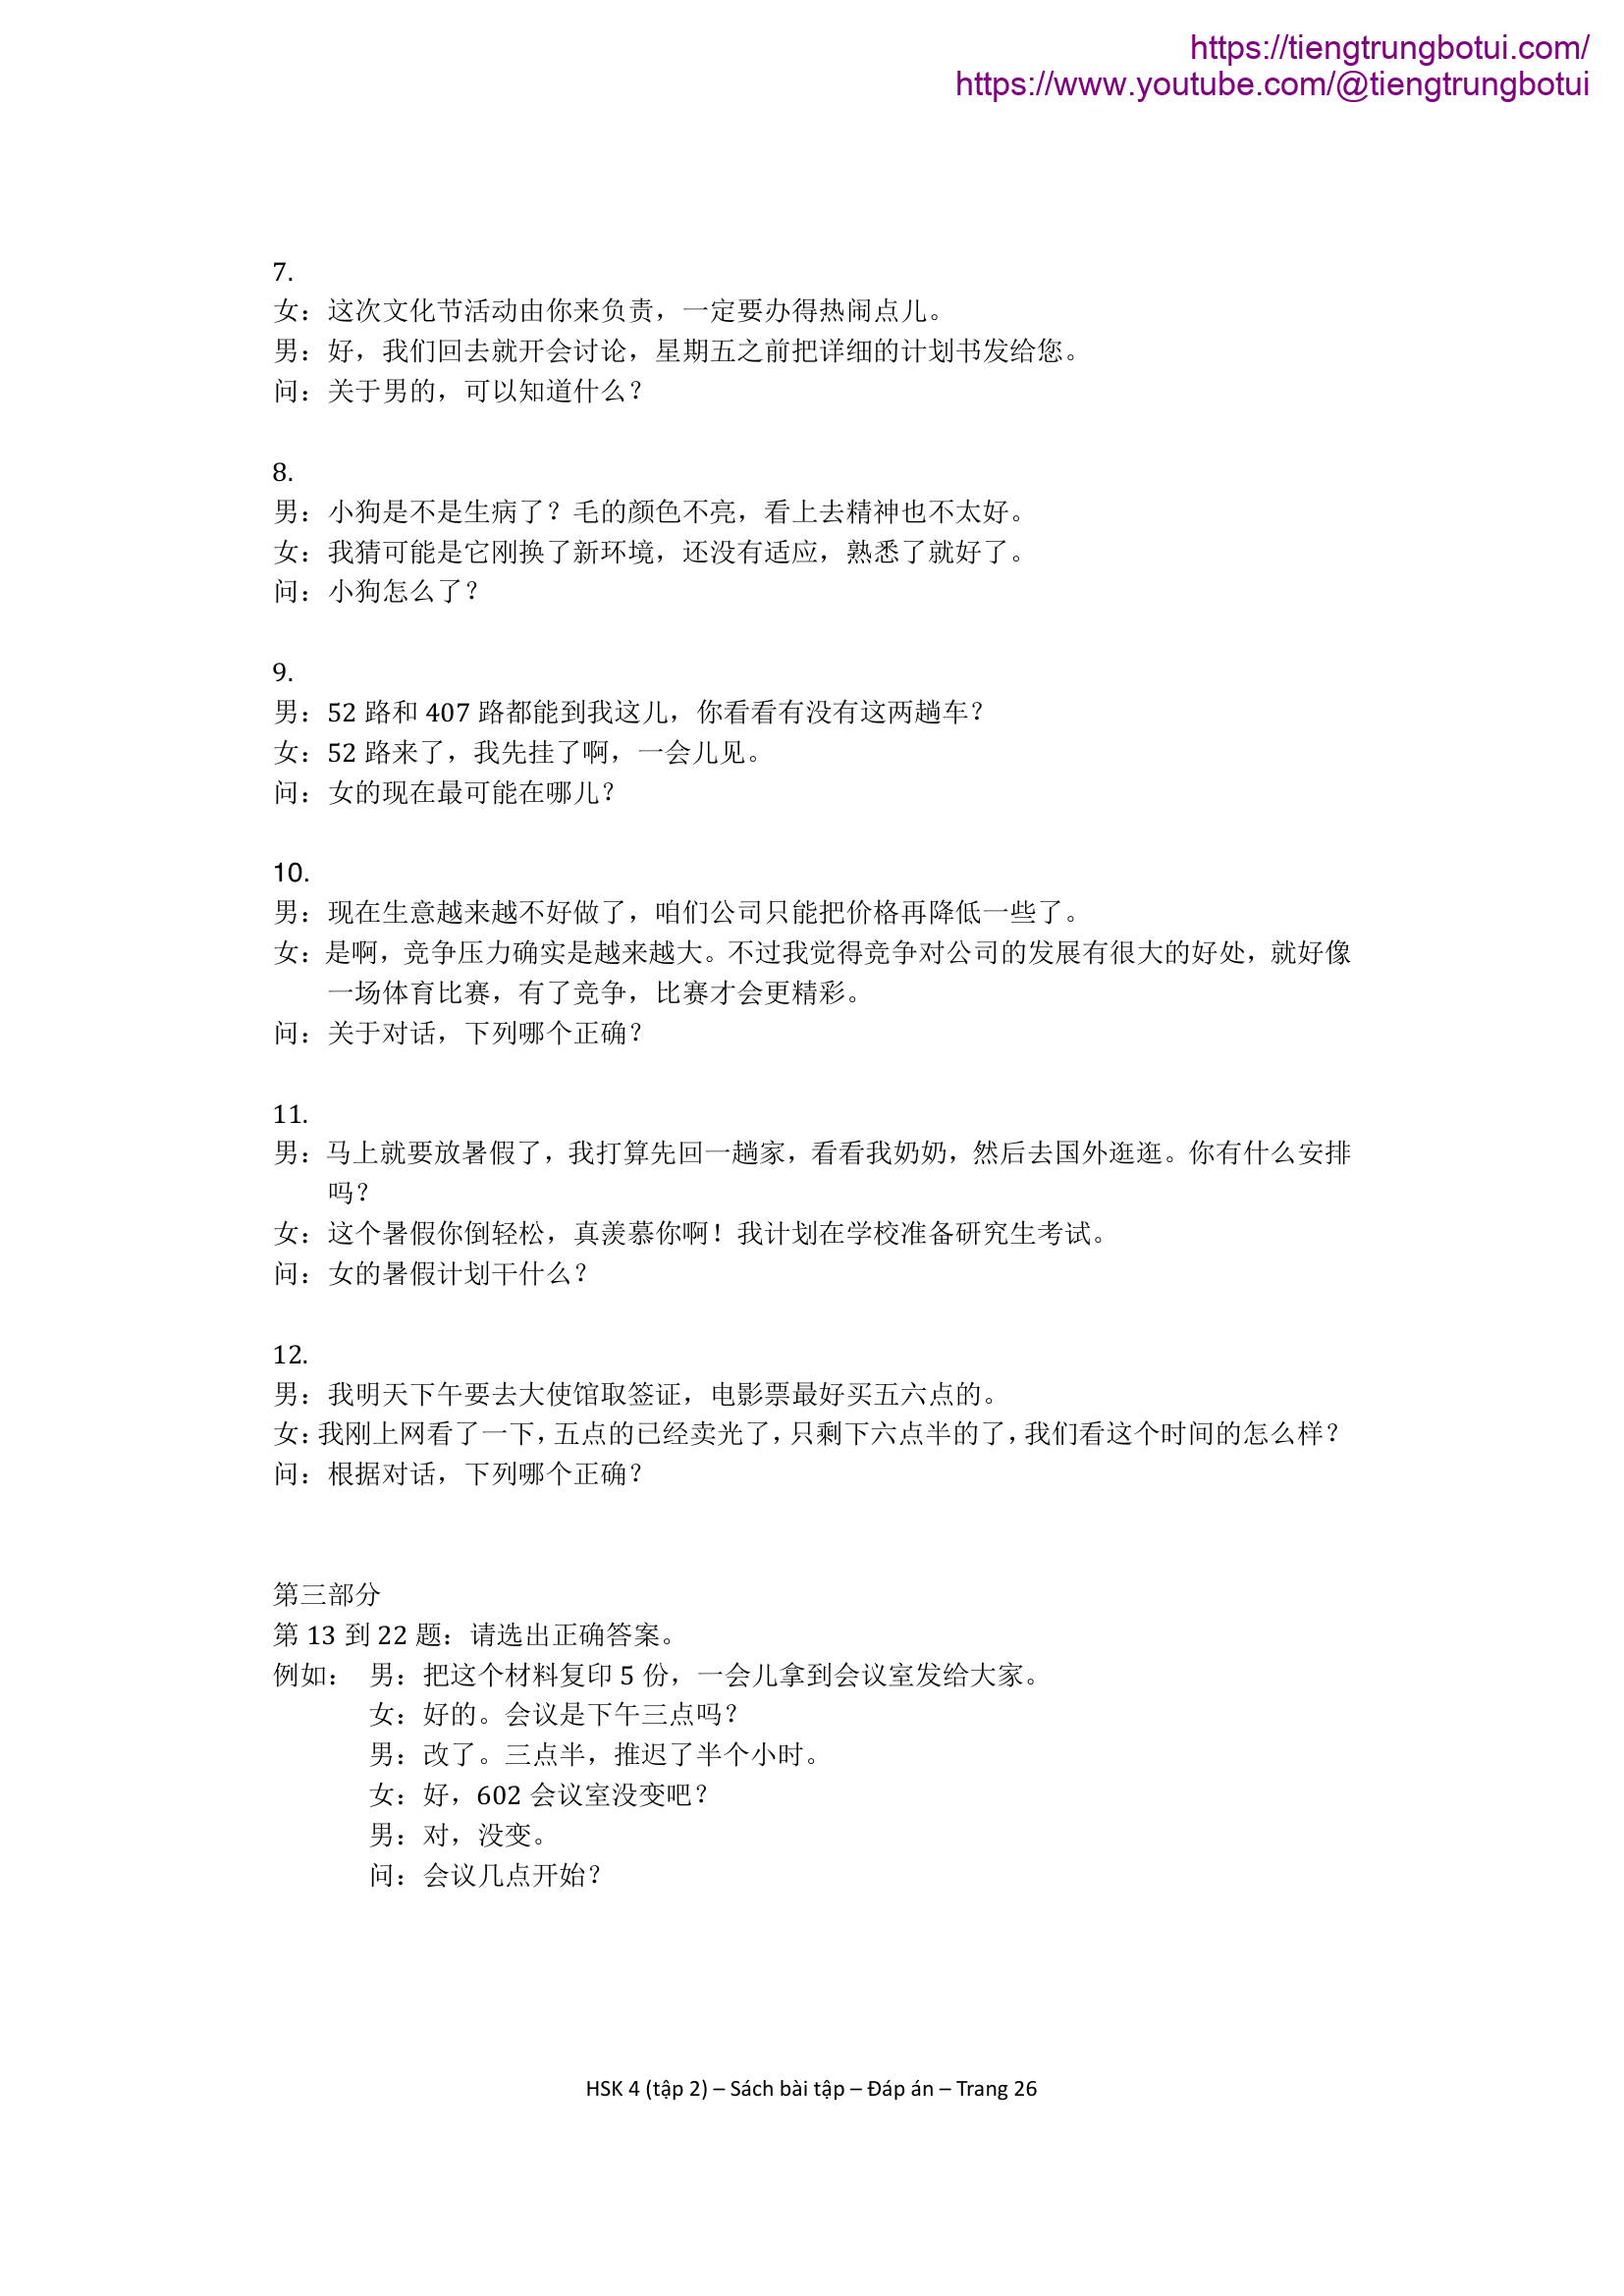 https://tiengtrungbotui.com/
https://www.youtube.com/@tiengtrungbotui
7.
女：这次文化节活动由你来负责，一定要办得热闹点儿。
男：好，我们回去就开会讨论，星期五之前把详细的计划书发给您。
问：关于男的，可以知道什么？
8.
男：小狗是不是生病了？毛的颜色不亮，看上去精神也不太好。
女：我猜可能是它刚换了新环境，还没有适应，熟悉了就好了。
问：小狗怎么了？
9.
男：52 路和 407 路都能到我这儿，你看看有没有这两趟车？
女：52 路来了，我先挂了啊，一会儿见。
问：女的现在最可能在哪儿？
10.
男：现在生意越来越不好做了，咱们公司只能把价格再降低一些了。
女：是啊，竞争压力确实是越来越大。不过我觉得竞争对公司的发展有很大的好处，就好像
一场体育比赛，有了竞争，比赛才会更精彩。
问：关于对话，下列哪个正确？
11.
男：马上就要放暑假了，我打算先回一趟家，看看我奶奶，然后去国外逛逛。你有什么安排
吗？
女：这个暑假你倒轻松，真羡慕你啊！我计划在学校准备研究生考试。
问：女的暑假计划干什么？
12.
男：我明天下午要去大使馆取签证，电影票最好买五六点的。
女：我刚上网看了一下，五点的已经卖光了，只剩下六点半的了，我们看这个时间的怎么样？
问：根据对话，下列哪个正确？
第三部分
第 13 到 22 题：请选出正确答案。
例如： 男：把这个材料复印 5 份，一会儿拿到会议室发给大家。
女：好的。会议是下午三点吗？
男：改了。三点半，推迟了半个小时。
女：好，602 会议室没变吧？
男：对，没变。
问：会议几点开始？
HSK 4 (tập 2) – Sách bài tập – Đáp án – Trang 26